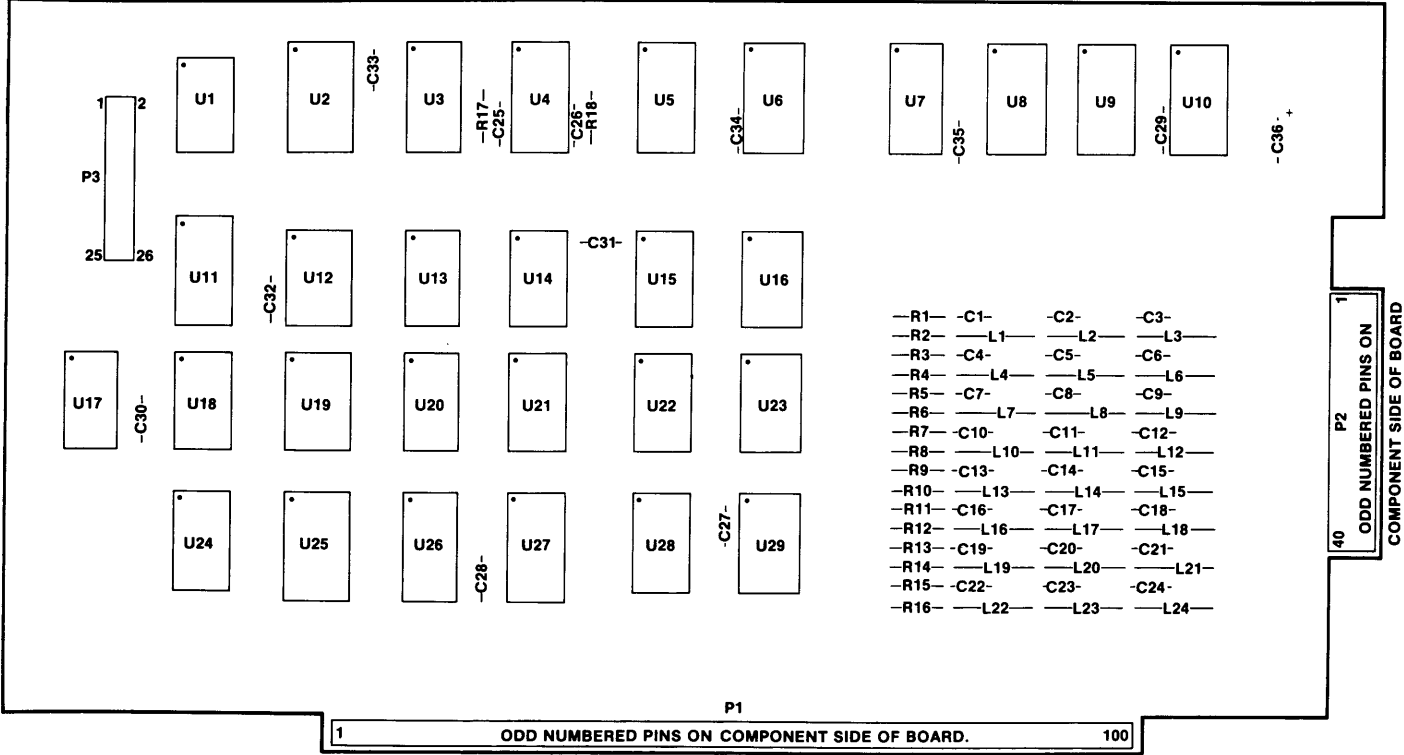 U1
U2
-C33-
U3
—R17—
-C25-
U4
-C26-
—R18—
U5
-C34-
U6
U7
-C35-
U8
U9
-C29-
U10
-C36- +
1 2
P3
25 26
U11
-C32-
U12
U13
U14
-C31-
U15
U16
U17
-C30-
U18
U19
U20
U21
U22
U23
U24
U25
U26
-C28-
U27
U28
-C27-
U29
—R1— -C1- -C2- -C3-
—R2— —L1— —L2— —L3—
—R3— -C4- -C5- -C6-
—R4— —L4— —L5— —L6—
—R5— -C7- -C8- -C9-
—R6— —L7— —L8— —L9—
—R7— -C10- -C11- -C12-
—R8— —L10— —L11— —L12—
—R9— -C13- -C14- -C15-
—R10— —L13— —L14— —L15—
—R11— -C16- -C17- -C18-
—R12— —L16— —L17— —L18—
—R13— -C19- -C20- -C21-
—R14— —L19— —L20— —L21—
—R15— -C22- -C23- -C24-
—R16— —L22— —L23— —L24—
1
P2
40
ODD NUMBERED PINS ON
COMPONENT SIDE OF BOARD
P1
1 ODD NUMBERED PINS ON COMPONENT SIDE OF BOARD. 100